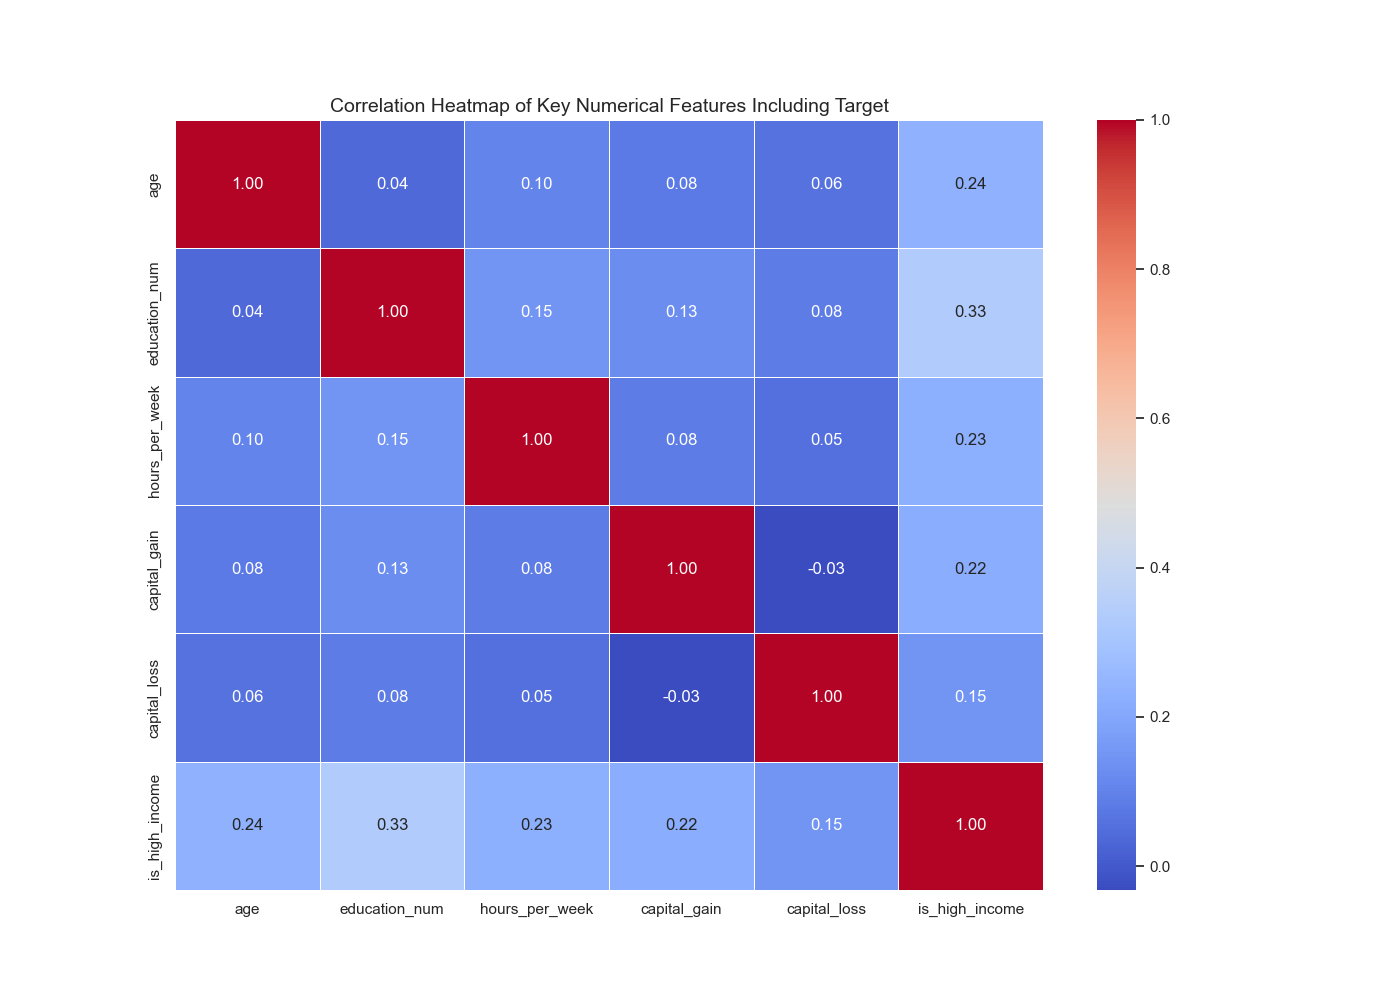 Correlation Heatmap of Key Numerical Features Including Target
age 1.00 0.04 0.10 0.08 0.06 0.24
education_num 0.04 1.00 0.15 0.13 0.08 0.33
hours_per_week 0.10 0.15 1.00 0.08 0.05 0.23
capital_gain 0.08 0.13 0.08 1.00 -0.03 0.22
capital_loss 0.06 0.08 0.05 -0.03 1.00 0.15
is_high_income 0.24 0.33 0.23 0.22 0.15 1.00
age education_num hours_per_week capital_gain capital_loss is_high_income
1.0
0.8
0.6
0.4
0.2
0.0